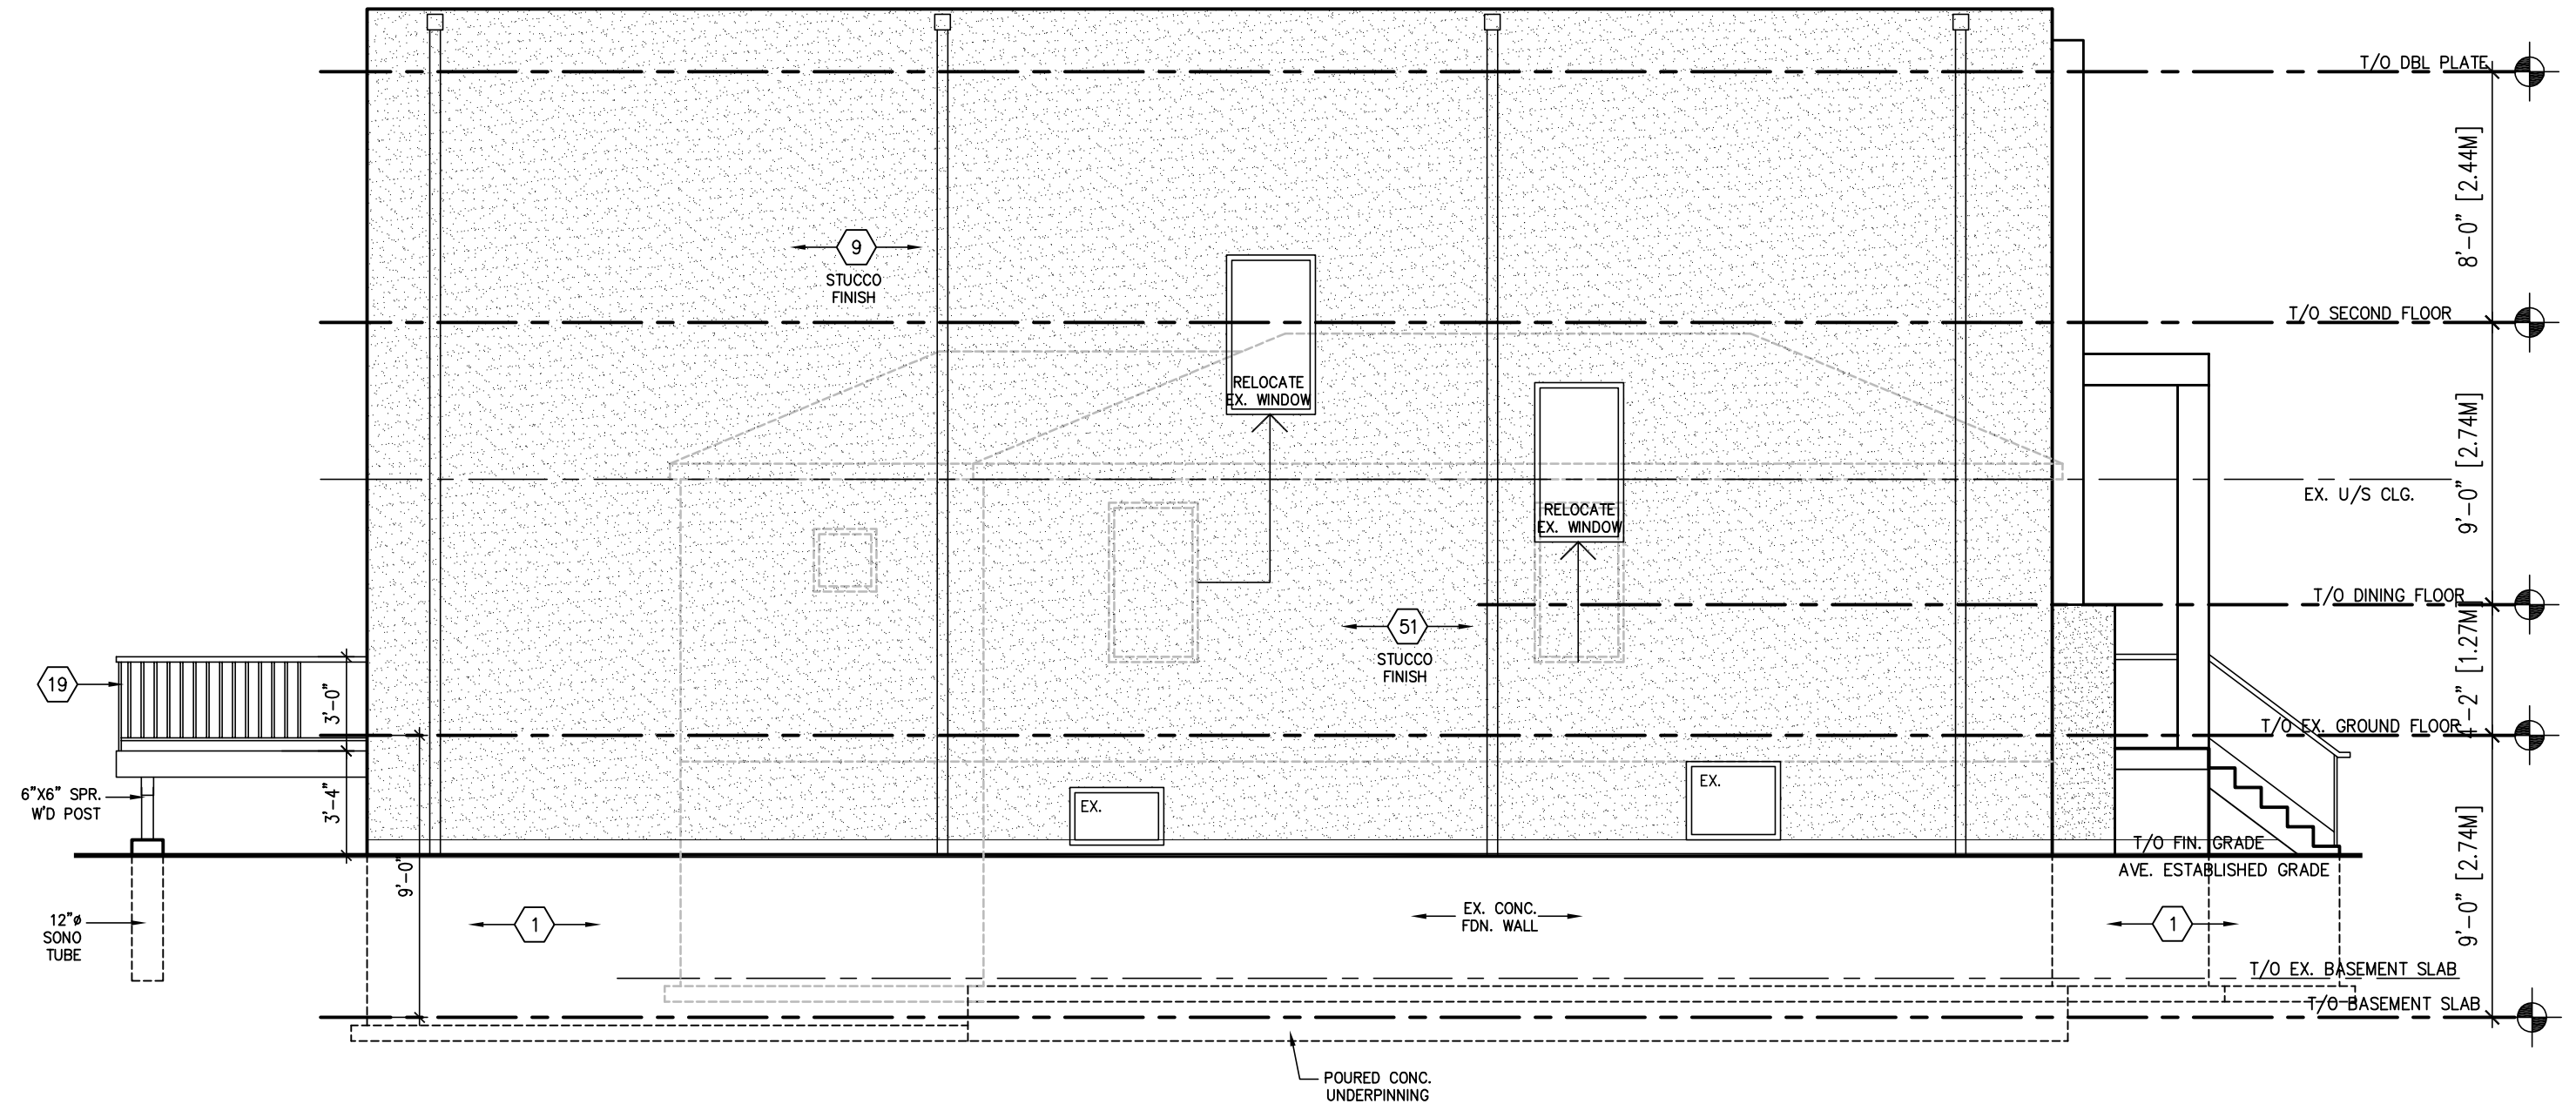 T/O DBL PLATE
8'-0" [2.44M]
9
STUCCO
FINISH
T/O SECOND FLOOR
RELOCATE
EX. WINDOW
9'-0" [2.74M]
EX. U/S CLG.
RELOCATE
EX. WINDOW
T/O DINING FLOOR
51
STUCCO
FINISH
4'-2" [1.27M]
19
3'-0"
T/O EX. GROUND FLOOR
6"X6" SPR.
W'D POST
3'-4"
EX.
EX.
9'-0" [2.74M]
T/O FIN. GRADE
AVE. ESTABLISHED GRADE
9'-0"
12"ø
SONO
TUBE
1
EX. CONC.
FDN. WALL
1
T/O EX. BASEMENT SLAB
T/O BASEMENT SLAB
POURED CONC.
UNDERPINNING